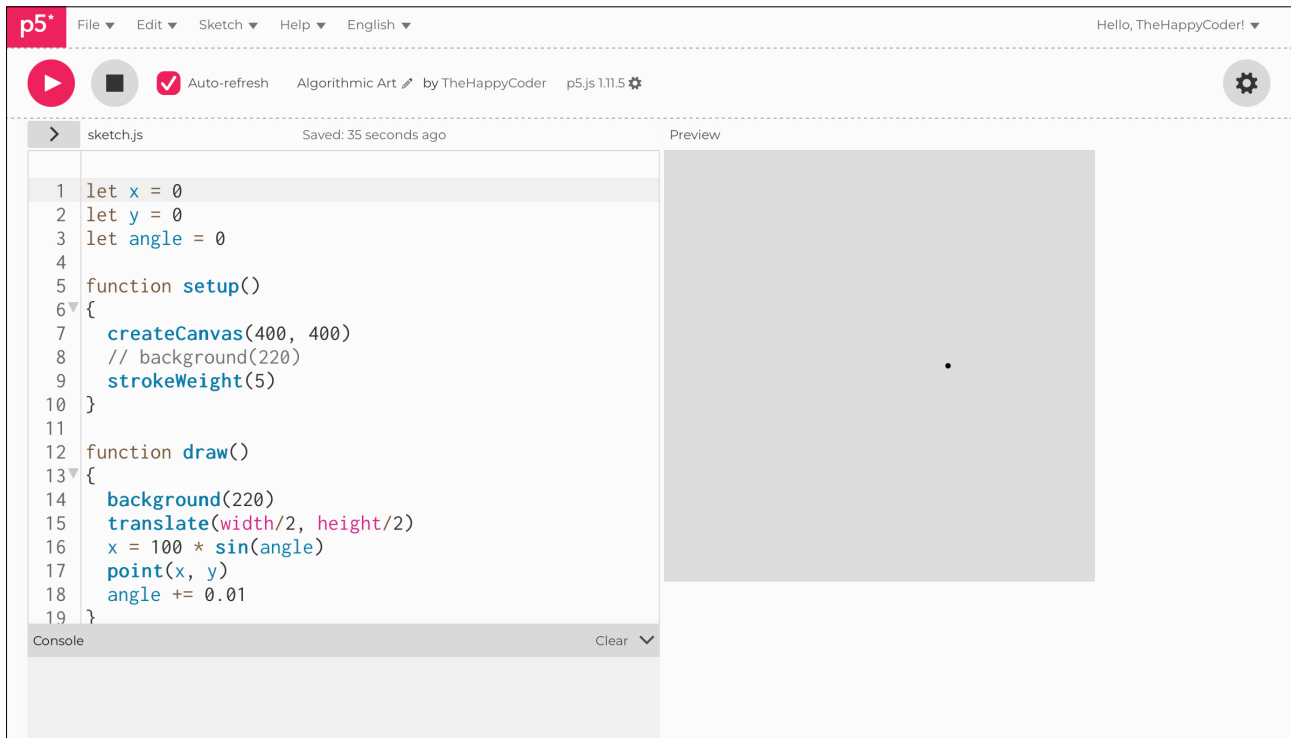 p5* File Edit Sketch Help English Hello, TheHappyCoder!
Auto-refresh Algorithmic Art by TheHappyCoder p5.js 1.11.5
sketch.js Saved: 35 seconds ago Preview
1 let x = 0
2 let y = 0
3 let angle = 0
4
5 function setup()
6 {
7 createCanvas(400, 400)
8 // background(220)
9 strokeWeight(5)
10 }
11
12 function draw()
13 {
14 background(220)
15 translate(width/2, height/2)
16 x = 100 * sin(angle)
17 point(x, y)
18 angle += 0.01
19 }
Console Clear